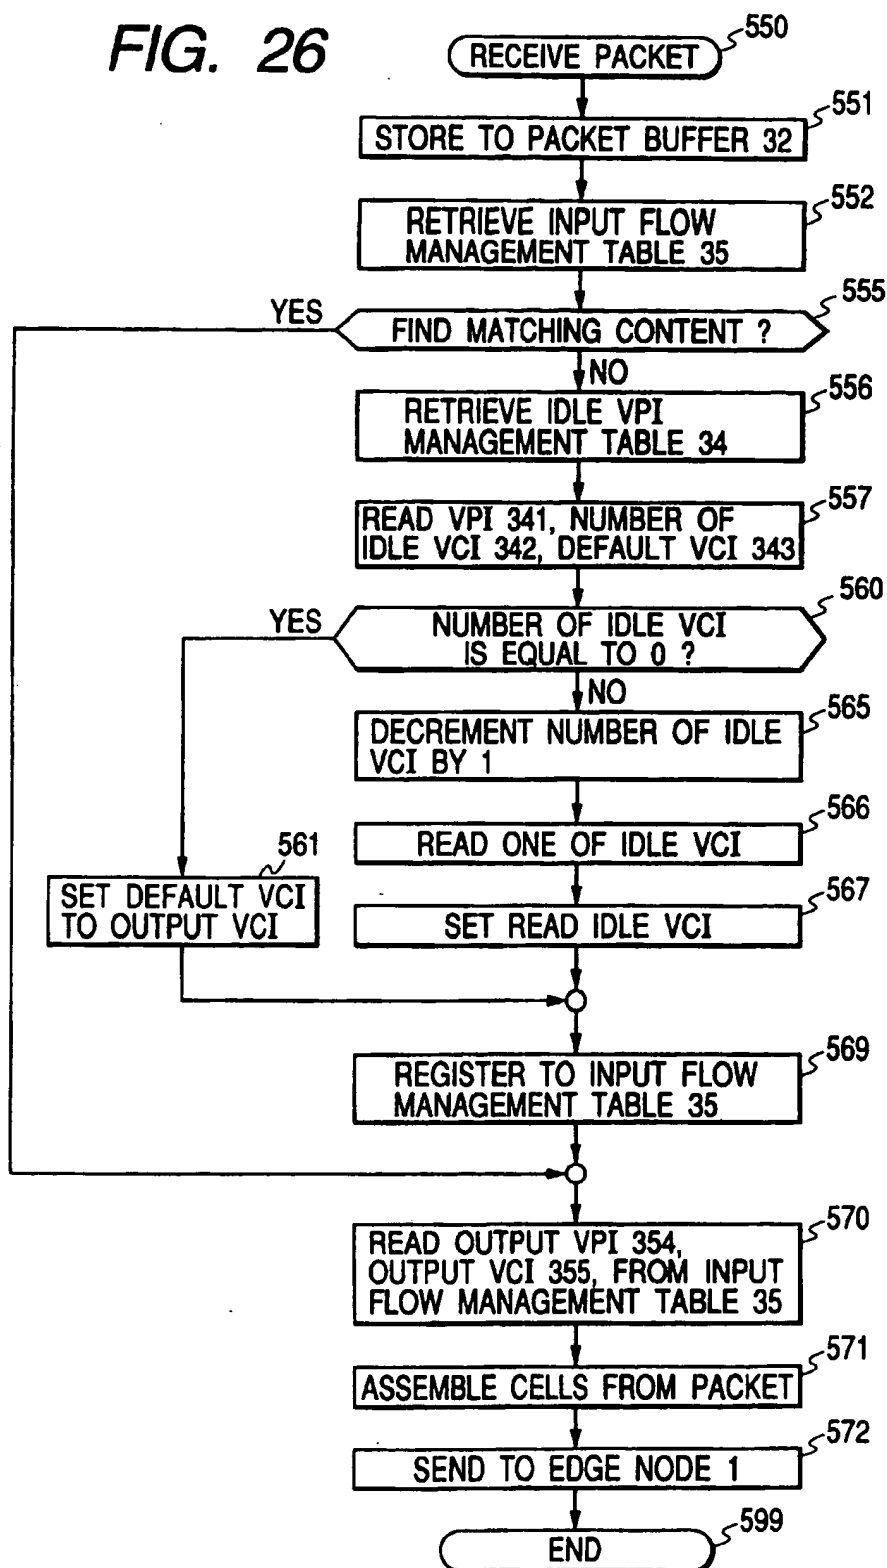 FIG. 26
RECEIVE PACKET
550
STORE TO PACKET BUFFER 32
551
RETRIEVE INPUT FLOW
MANAGEMENT TABLE 35
552
YES
FIND MATCHING CONTENT ?
555
NO
RETRIEVE IDLE VPI
MANAGEMENT TABLE 34
556
READ VPI 341, NUMBER OF
IDLE VCI 342, DEFAULT VCI 343
557
YES
NUMBER OF IDLE VCI
IS EQUAL TO 0 ?
560
NO
DECREMENT NUMBER OF IDLE
VCI BY 1
565
READ ONE OF IDLE VCI
566
561
SET DEFAULT VCI
TO OUTPUT VCI
SET READ IDLE VCI
567
REGISTER TO INPUT FLOW
MANAGEMENT TABLE 35
569
READ OUTPUT VPI 354,
OUTPUT VCI 355, FROM INPUT
FLOW MANAGEMENT TABLE 35
570
ASSEMBLE CELLS FROM PACKET
571
SEND TO EDGE NODE 1
572
END
599